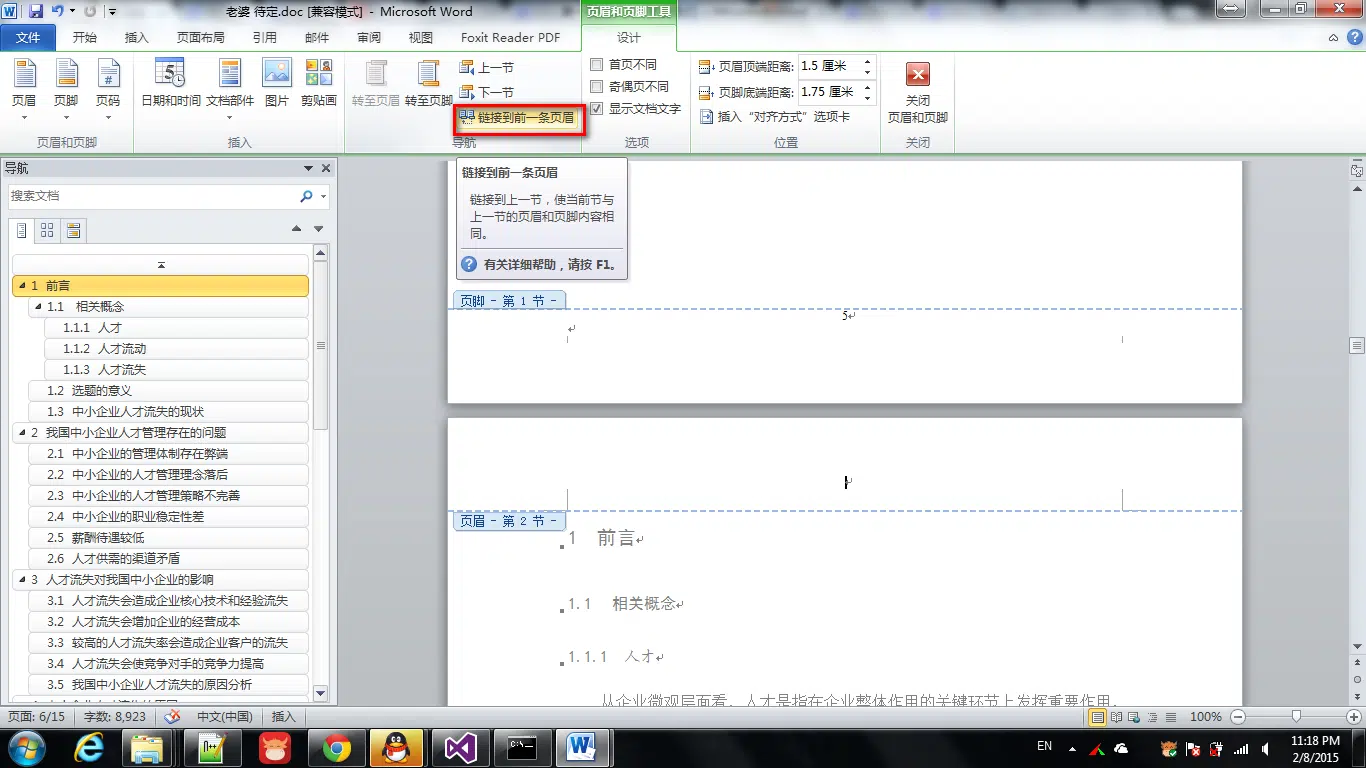 老婆 待定.doc [兼容模式] - Microsoft Word
页眉和页脚工具
文件 开始 插入 页面布局 引用 邮件 审阅 视图 Foxit Reader PDF 设计
页眉 页脚 页码 日期和时间 文档部件 图片 剪贴画 转至页眉 转至页脚
上一节
下一节
链接到前一条页眉
首页不同
奇偶页不同
显示文档文字
页眉顶端距离: 1.5 厘米
页脚底端距离: 1.75 厘米
插入“对齐方式”选项卡
关闭
页眉和页脚
页眉和页脚 插入 导航 选项 位置 关闭
导航
搜索文档
1 前言
1.1 相关概念
1.1.1 人才
1.1.2 人才流动
1.1.3 人才流失
1.2 选题的意义
1.3 中小企业人才流失的现状
2 我国中小企业人才管理存在的问题
2.1 中小企业的管理体制存在弊端
2.2 中小企业的人才管理理念落后
2.3 中小企业的人才管理策略不完善
2.4 中小企业的职业稳定性差
2.5 薪酬待遇较低
2.6 人才供需的渠道矛盾
3 人才流失对我国中小企业的影响
3.1 人才流失会造成企业核心技术和经验流失
3.2 人才流失会增加企业的经营成本
3.3 较高的人才流失率会造成企业客户的流失
3.4 人才流失会使竞争对手的竞争力提高
3.5 我国中小企业人才流失的原因分析
链接到前一条页眉
链接到上一节，使当前节与
上一节的页眉和页脚内容相
同。
有关详细帮助，请按 F1。
页脚 - 第 1 节 -
5
页眉 - 第 2 节 -
1 前言
1.1 相关概念
1.1.1 人才
从企业微观层面看，人才是指在企业整体作用的关键环节上发挥重要作用，
页面: 6/15 字数: 8,923 中文(中国) 插入 100%
EN
11:18 PM
2/8/2015